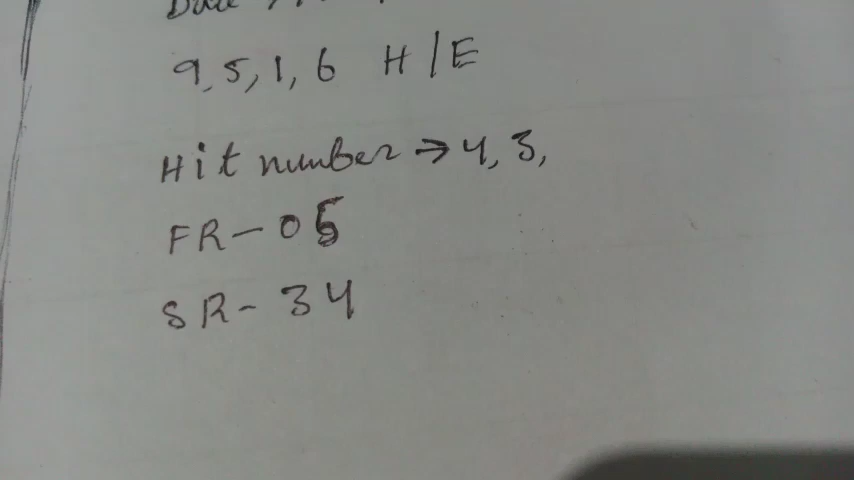 9, 5, 1, 6 H/E
Hit number → 4, 3,
FR - 05
SR - 34